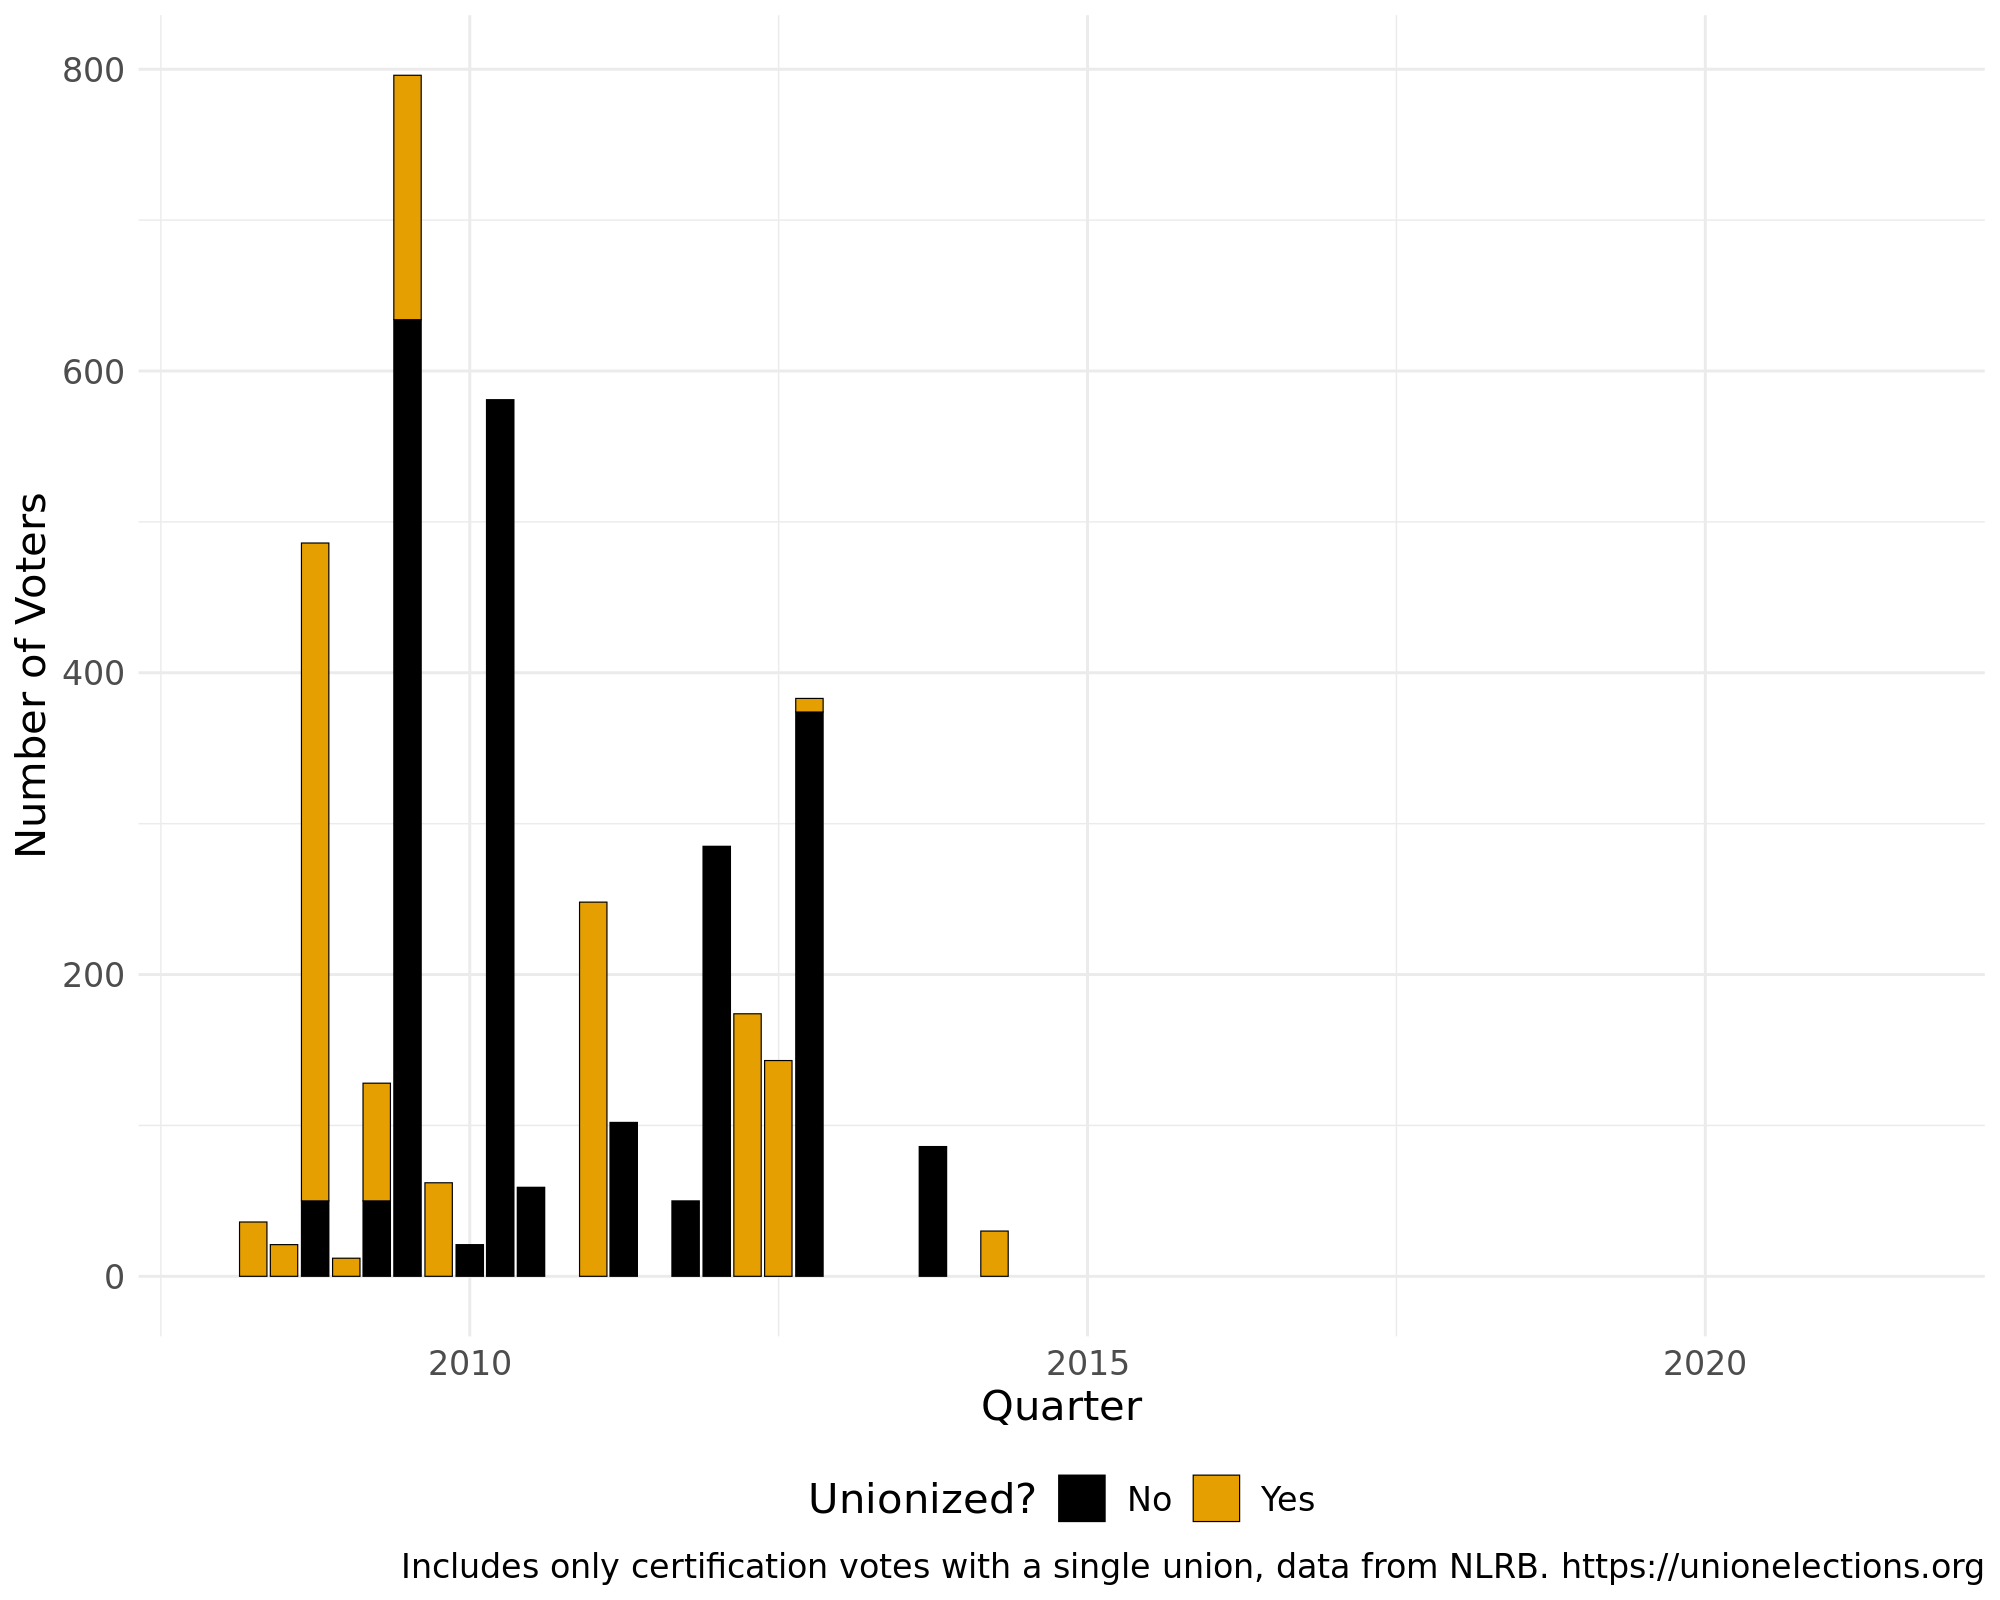 800
600
400
200
0
Number of Voters
2010 2015 2020
Quarter
Unionized? No Yes
Includes only certification votes with a single union, data from NLRB. https://unionelections.org